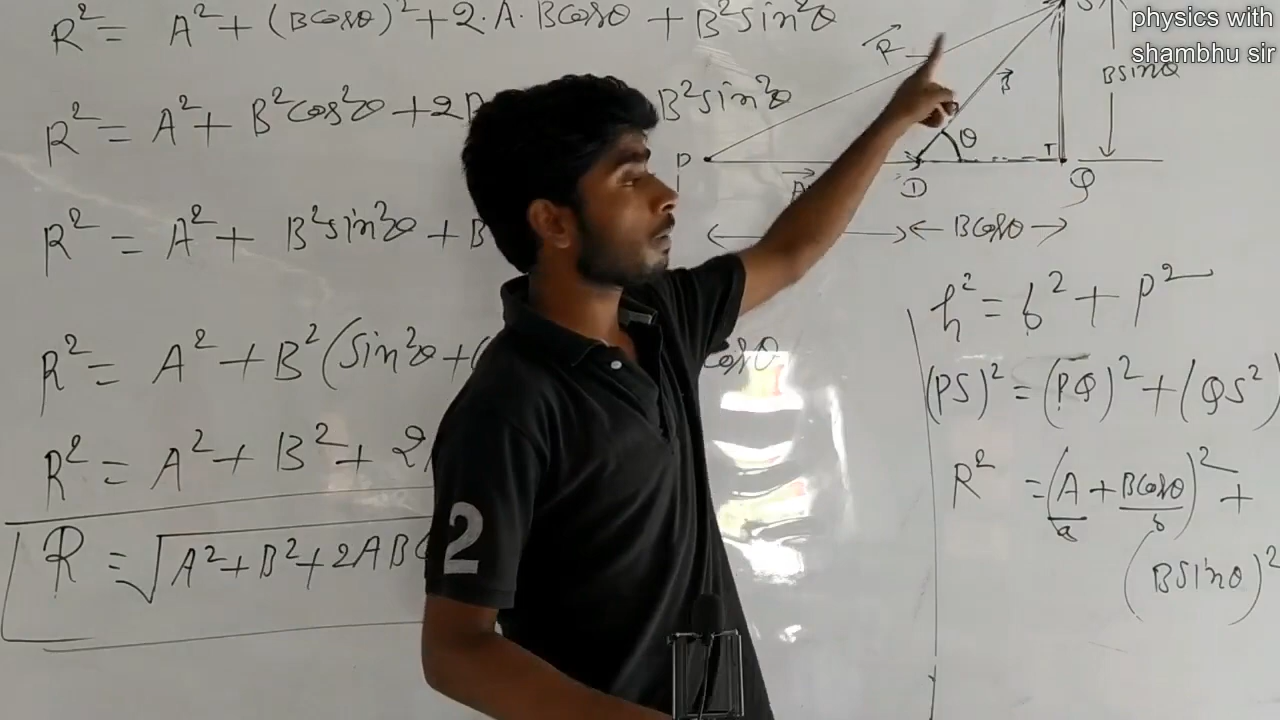 physics with
shambhu sir
R² = A² + (Bcosθ)² + 2·A·Bcosθ + B²sin²θ
R² = A² + B²cos²θ + 2 B²sin²θ
R² = A² + B²sin²θ + B
R² = A² + B²(Sin²θ + ( cosθ
R² = A² + B² + 2
R = √A² + B² + 2AB
2
R
B
Bsinθ
θ
P
D
Q
A
Bcosθ
h² = b² + p²
(PS)² = (PQ)² + (QS²)
R² = (A + Bcosθ)² +
a b
(Bsinθ)²